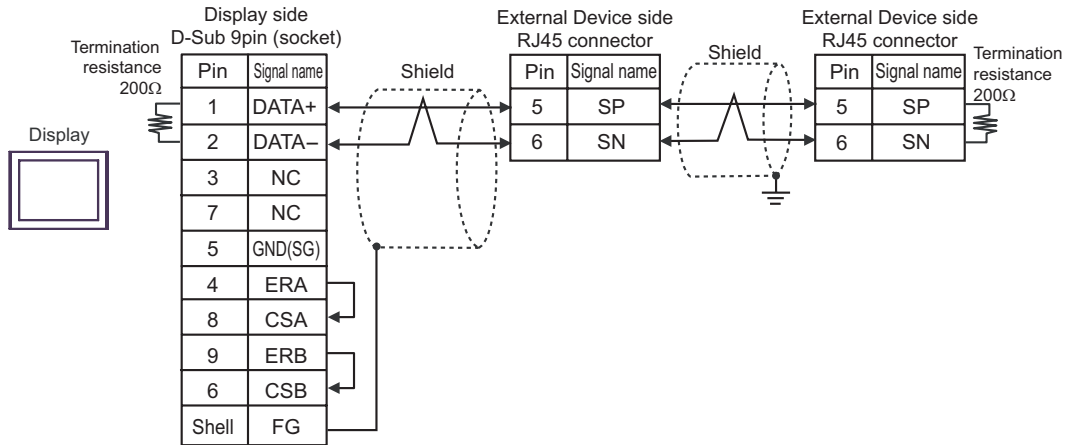 Display side
D-Sub 9pin (socket)
Termination
resistance
200Ω
Display
Pin Signal name
1 DATA+
2 DATA–
3 NC
7 NC
5 GND(SG)
4 ERA
8 CSA
9 ERB
6 CSB
Shell FG
Shield
External Device side
RJ45 connector
Pin Signal name
5 SP
6 SN
Shield
External Device side
RJ45 connector
Pin Signal name
5 SP
6 SN
Termination
resistance
200Ω